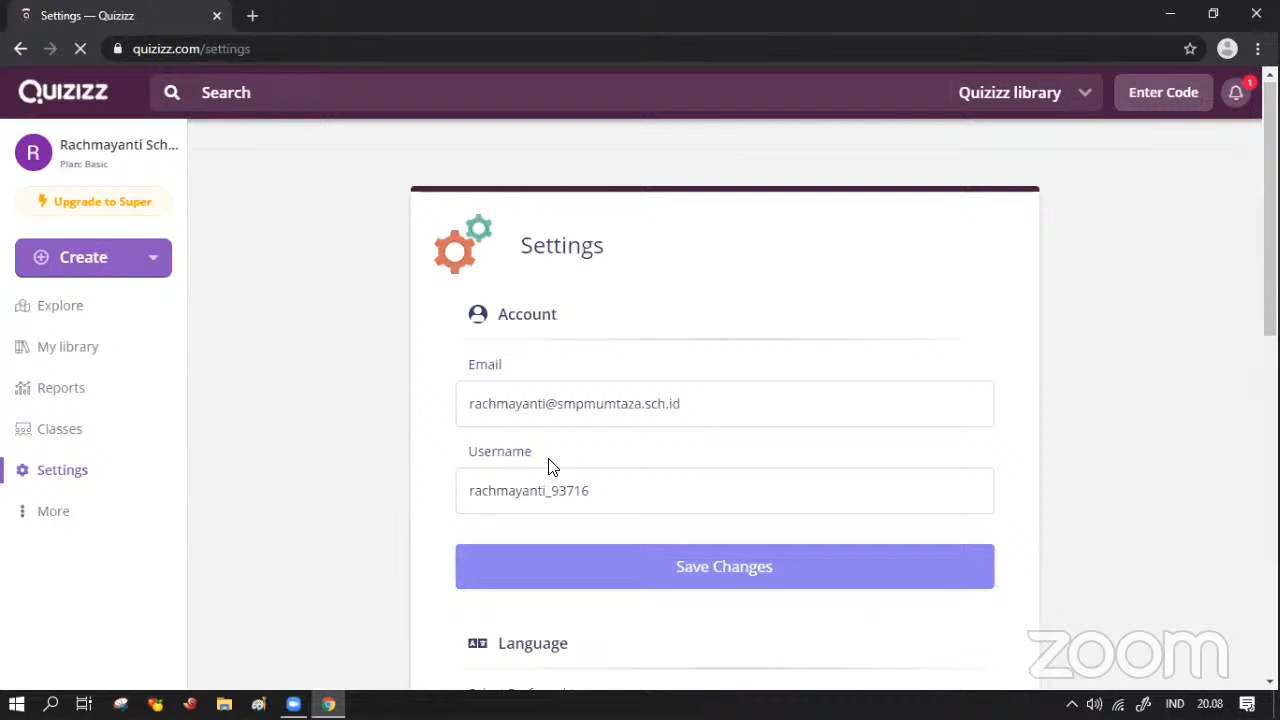 Settings — Quizizz
quizizz.com/settings
QUIZIZZ
Search
Quizizz library
Enter Code
1
R
Rachmayanti Sch...
Plan: Basic
Upgrade to Super
Create
Explore
My library
Reports
Classes
Settings
More
Settings
Account
Email
rachmayanti@smpmumtaza.sch.id
Username
rachmayanti_93716
Save Changes
Language
zoom
IND
20.08